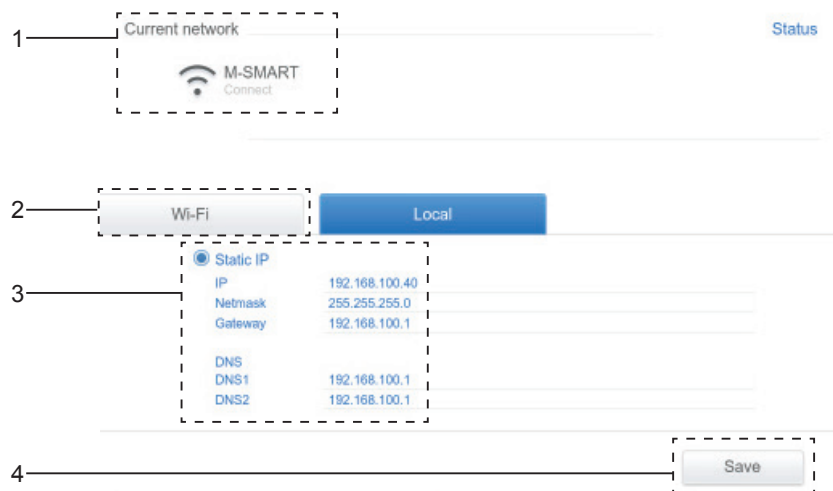 1
Current network
Status
M-SMART
Connect
2
Wi-Fi
Local
3
Static IP
IP 192.168.100.40
Netmask 255.255.255.0
Gateway 192.168.100.1
DNS
DNS1 192.168.100.1
DNS2 192.168.100.1
4
Save